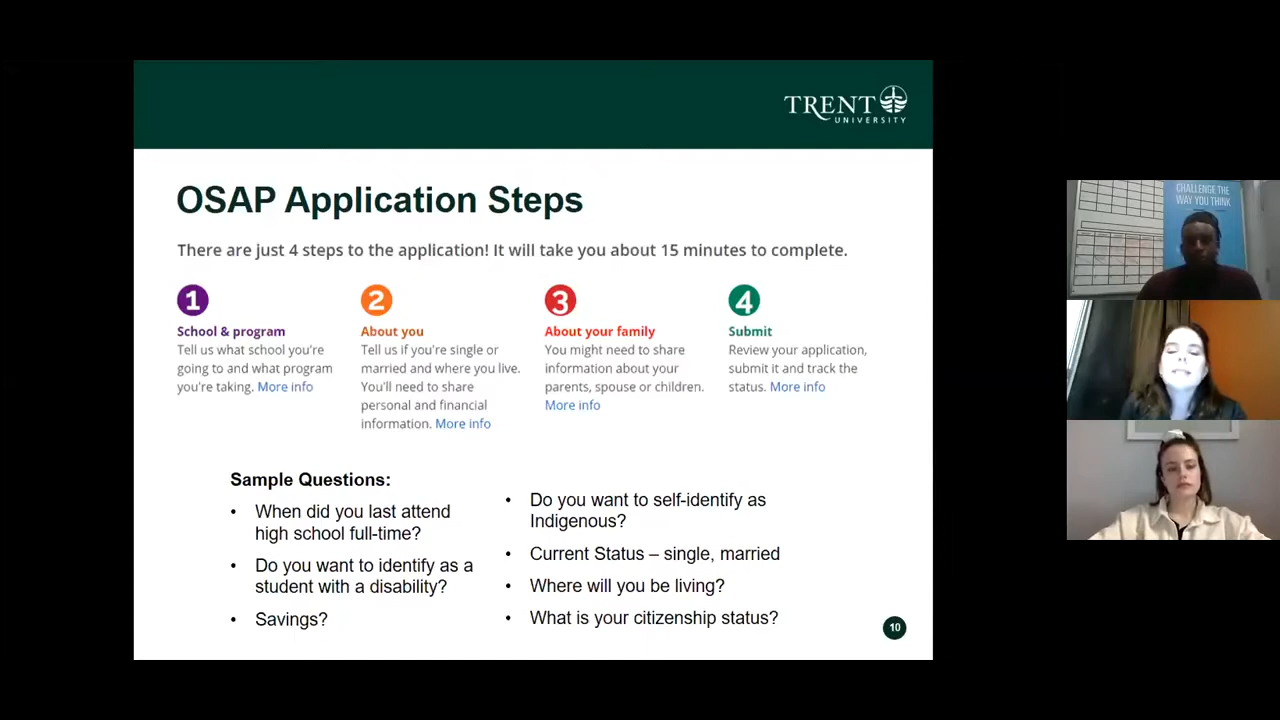 TRENT
UNIVERSITY
OSAP Application Steps
There are just 4 steps to the application! It will take you about 15 minutes to complete.
1
School & program
Tell us what school you're
going to and what program
you're taking. More info
2
About you
Tell us if you're single or
married and where you live.
You'll need to share
personal and financial
information. More info
3
About your family
You might need to share
information about your
parents, spouse or children.
More info
4
Submit
Review your application,
submit it and track the
status. More info
Sample Questions:
• When did you last attend
high school full-time?
• Do you want to identify as a
student with a disability?
• Savings?
• Do you want to self-identify as
Indigenous?
• Current Status – single, married
• Where will you be living?
• What is your citizenship status?
10
CHALLENGE THE
WAY YOU THINK